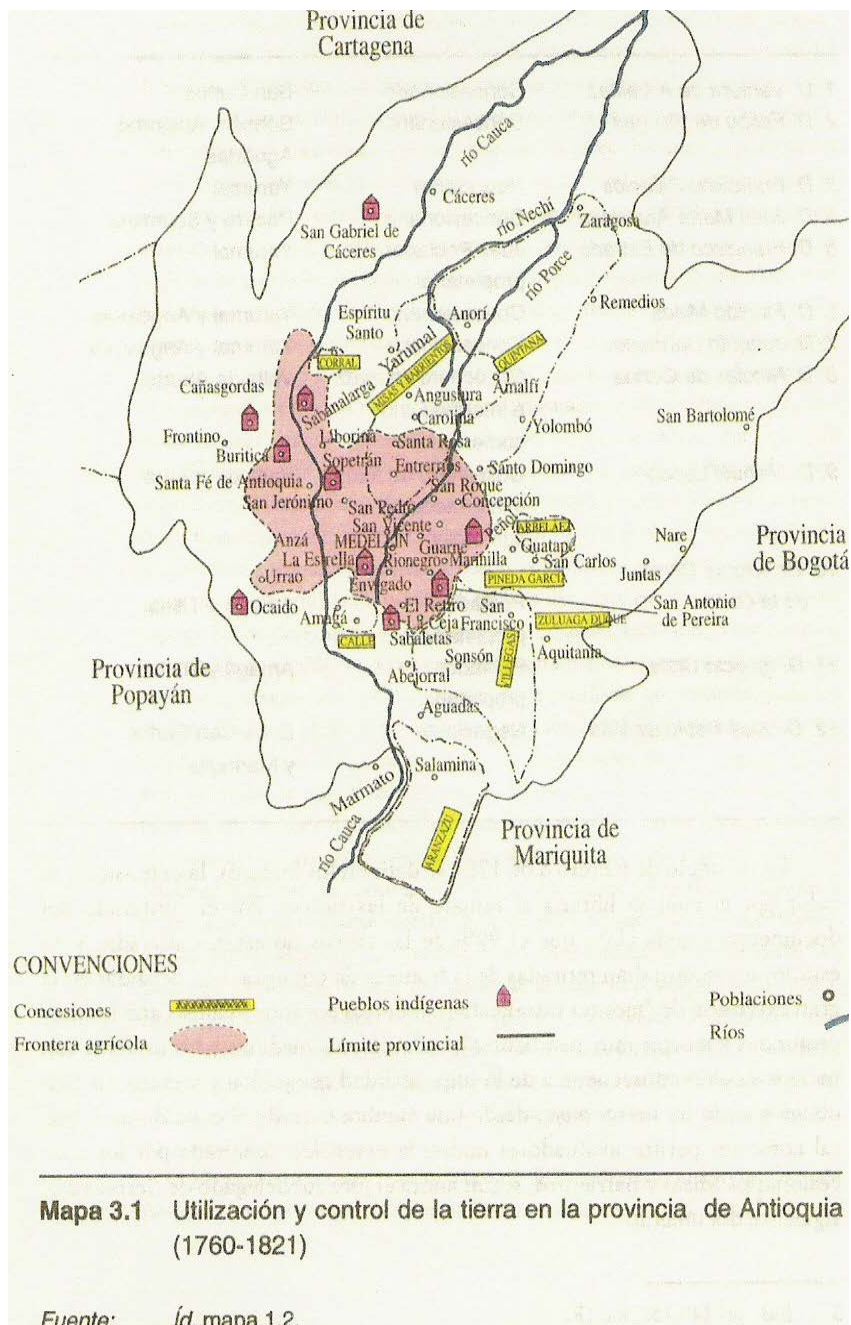 Provincia de
Cartagena
río Cauca
Cáceres
río Nechí
Zaragosa
San Gabriel de
Cáceres
río Porce
Remedios
Espíritu
Santo
Anorí
Yarumal
CORRAL
MISAS Y BARRIENTOS
QUINTANA
Amalfí
Cañasgordas
Sabanalarga
Angustura
Carolina
Yolombó
San Bartolomé
Frontino
Buriticá
Liborina
Santa Rosa
Sopetrán
Entrerríos
Santo Domingo
Santa Fé de Antioquia
San Roque
San Jerónimo
San Pedro
Concepción
San Vicente
Peñol
ARBELAEZ
Anzá
MEDELLIN
Guarne
Guatapé
Nare
Provincia
de Bogotá
La Estrella
Rionegro
Marinilla
San Carlos
Juntas
Urrao
Envigado
PINEDA GARCIA
Ocaido
Amagá
El Retiro
San
Francisco
San Antonio
de Pereira
La Ceja
ZULUAGA DUQUE
CALLE
Sabaletas
VILLEGAS
Aquitania
Provincia de
Popayán
Sonsón
Abejorral
Aguadas
Salamina
Marmato
río Cauca
ARANZAZU
Provincia de
Mariquita
CONVENCIONES
Concesiones
Pueblos indígenas
Poblaciones
Frontera agrícola
Límite provincial
Ríos
Mapa 3.1 Utilización y control de la tierra en la provincia de Antioquia
(1760-1821)
Fuente: Íd. mapa 1.2.